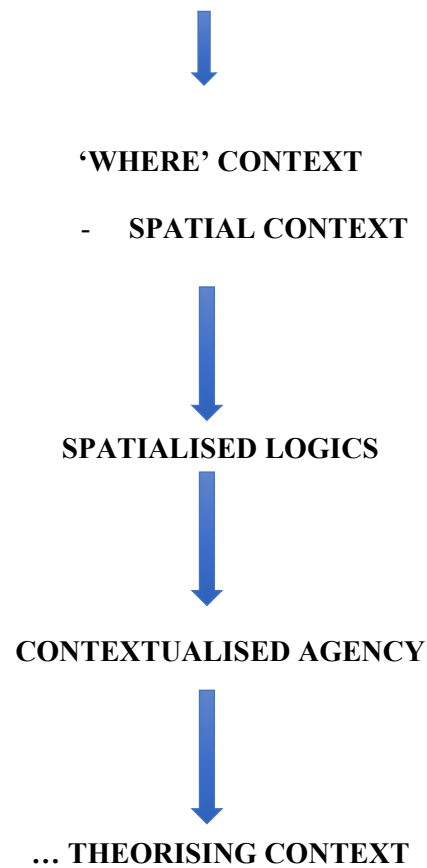 ‘WHERE’ CONTEXT
- SPATIAL CONTEXT
SPATIALISED LOGICS
CONTEXTUALISED AGENCY
… THEORISING CONTEXT